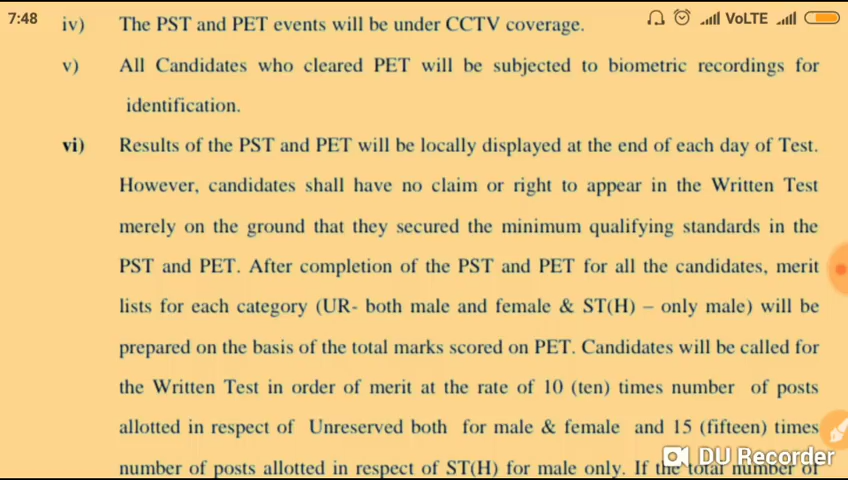 7:48
VoLTE
iv) The PST and PET events will be under CCTV coverage.
v) All Candidates who cleared PET will be subjected to biometric recordings for
identification.
vi) Results of the PST and PET will be locally displayed at the end of each day of Test.
However, candidates shall have no claim or right to appear in the Written Test
merely on the ground that they secured the minimum qualifying standards in the
PST and PET. After completion of the PST and PET for all the candidates, merit
lists for each category (UR- both male and female & ST(H) – only male) will be
prepared on the basis of the total marks scored on PET. Candidates will be called for
the Written Test in order of merit at the rate of 10 (ten) times number of posts
allotted in respect of Unreserved both for male & female and 15 (fifteen) times
number of posts allotted in respect of ST(H) for male only. If the total number of
DU Recorder